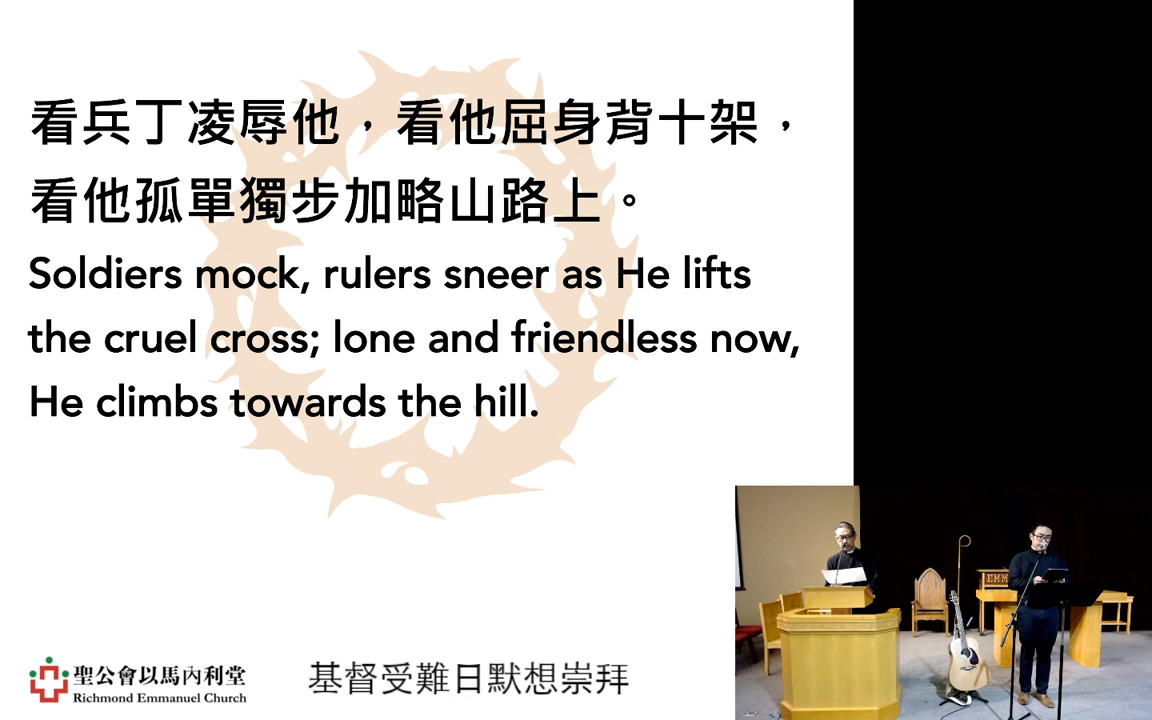 看兵丁凌辱他，看他屈身背十架，
看他孤單獨步加略山路上。
Soldiers mock, rulers sneer as He lifts
the cruel cross; lone and friendless now,
He climbs towards the hill.
聖公會以馬內利堂
Richmond Emmanuel Church
基督受難日默想崇拜
EMM